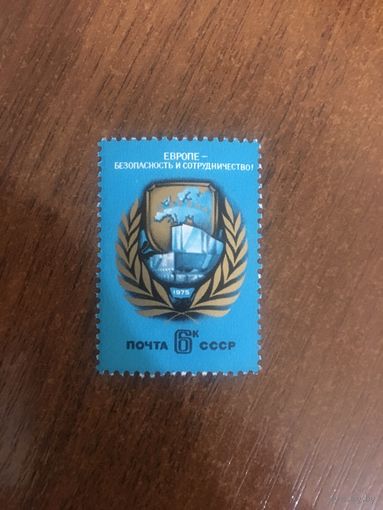 ЕВРОПЕ –
БЕЗОПАСНОСТЬ И СОТРУДНИЧЕСТВО!
1975
ПОЧТА 6К СССР